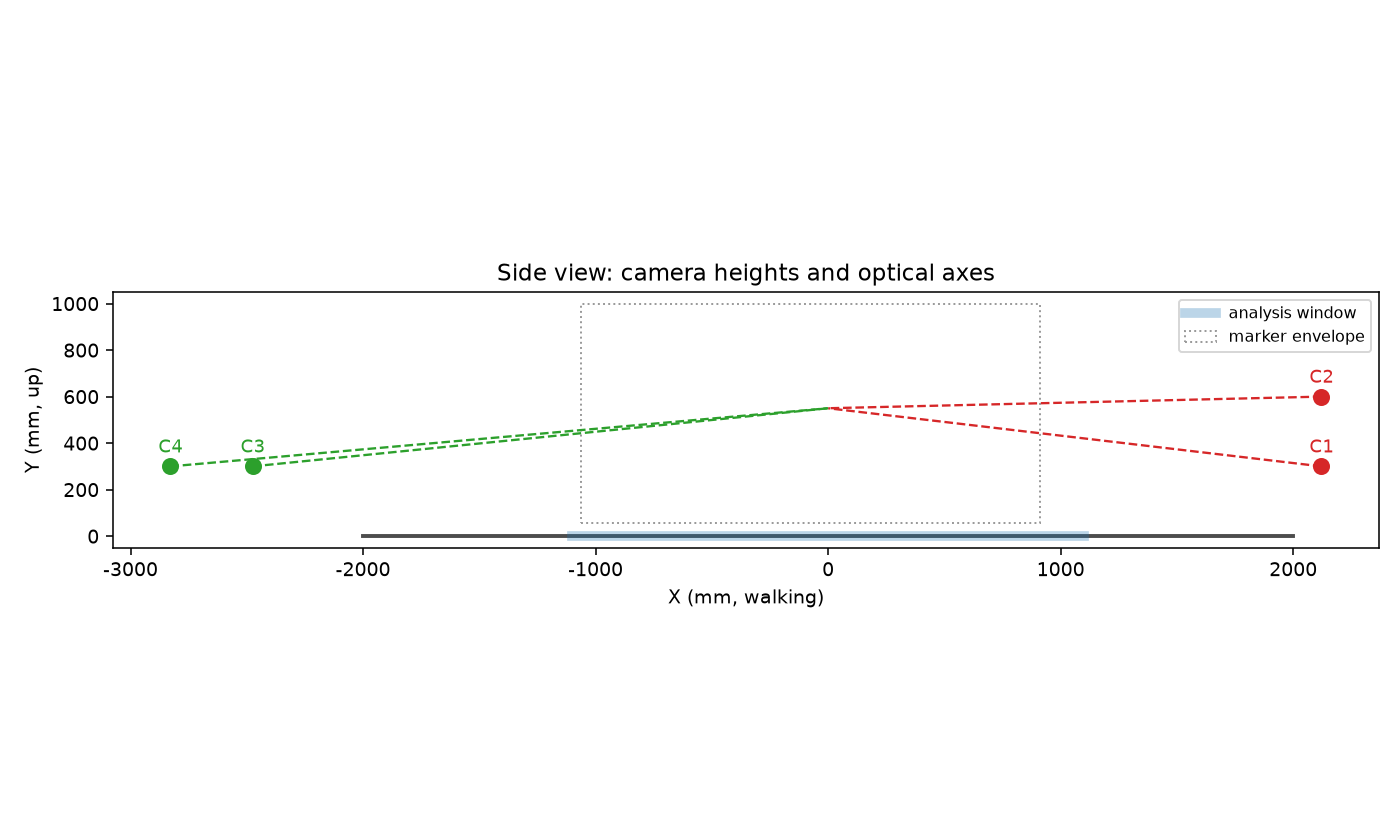 Side view: camera heights and optical axes
1000
800
600
400
200
0
Y (mm, up)
analysis window
marker envelope
C2
C4
C3
C1
-3000
-2000
-1000
0
1000
2000
X (mm, walking)